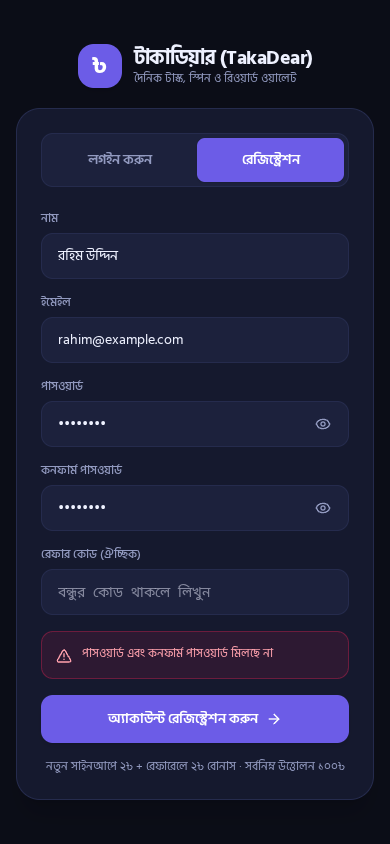 ৳
টাকাডিয়ার (TakaDear)
দৈনিক টাস্ক, স্পিন ও রিওয়ার্ড ওয়ালেট
লগইন করুন
রেজিস্ট্রেশন
নাম
রহিম উদ্দিন
ইমেইল
rahim@example.com
পাসওয়ার্ড
••••••••
কনফার্ম পাসওয়ার্ড
••••••••
রেফার কোড (ঐচ্ছিক)
বন্ধুর কোড থাকলে লিখুন
পাসওয়ার্ড এবং কনফার্ম পাসওয়ার্ড মিলছে না
অ্যাকাউন্ট রেজিস্ট্রেশন করুন →
নতুন সাইনআপে ২৳ + রেফারেলে ২৳ বোনাস · সর্বনিম্ন উত্তোলন ১০০৳